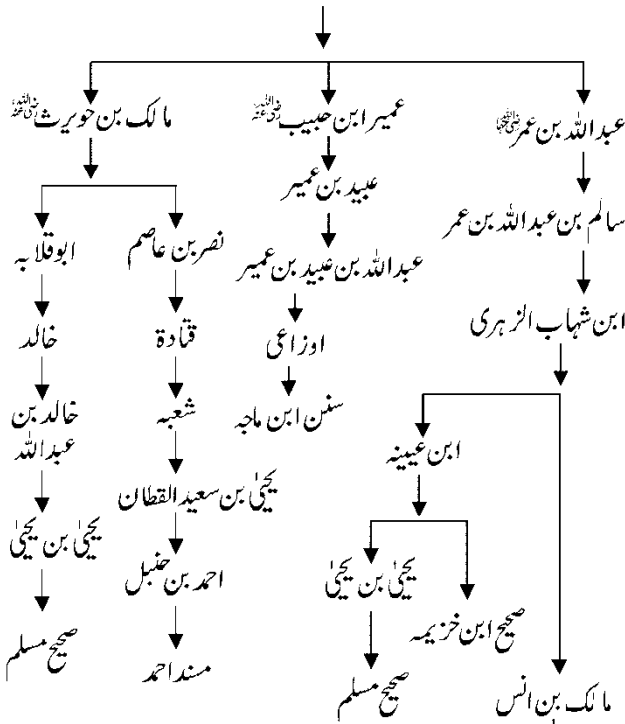 عبداللہ بن عمر رضی اللہ عنہما
عمیر ابن حبیب رضی اللہ عنہ
مالک بن حویرث رضی اللہ عنہ
سالم بن عبداللہ بن عمر
عبید بن عمیر
نصر بن عاصم
ابوقلابہ
عبداللہ بن عبید بن عمیر
ابن شہاب الزہری
اوزاعی
قتادۃ
خالد
سنن ابن ماجہ
شعبہ
خالد بن
عبداللہ
ابن عیینہ
یحییٰ بن سعید القطان
یحییٰ بن یحییٰ
یحییٰ بن یحییٰ
احمد بن حنبل
صحیح ابن خزیمہ
صحیح مسلم
مسند احمد
صحیح مسلم
مالک بن انس